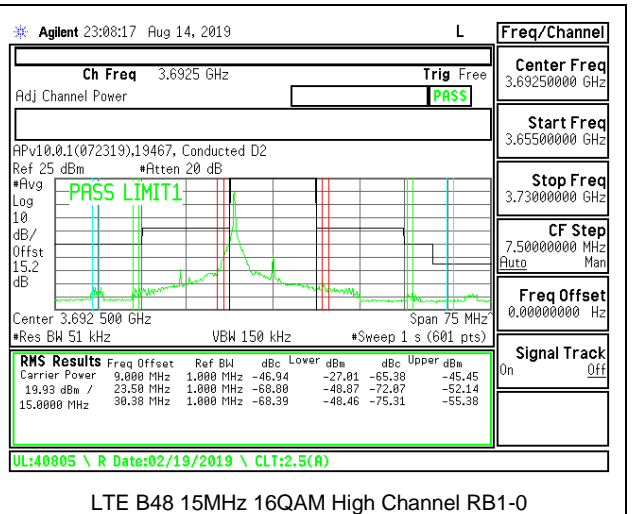 Agilent 23:08:17 Aug 14, 2019 L
Freq/Channel
Ch Freq 3.6925 GHz Trig Free
Adj Channel Power PASS
APv10.0.1(072319),19467, Conducted D2
Ref 25 dBm #Atten 20 dB
#Avg
Log
10
dB/
Offst
15.2
dB
PASS LIMIT1
Center 3.692 500 GHz Span 75 MHz^
#Res BW 51 kHz VBW 150 kHz #Sweep 1 s (601 pts)
RMS Results Freq Offset Ref BW dBc Lower dBm dBc Upper dBm
Carrier Power 9.000 MHz 1.000 MHz -46.94 -27.01 -65.38 -45.45
19.93 dBm / 23.50 MHz 1.000 MHz -68.80 -48.87 -72.07 -52.14
15.0000 MHz 30.38 MHz 1.000 MHz -68.39 -48.46 -75.31 -55.38
UL:40805 \ R Date:02/19/2019 \ CLT:2.5(A)
Center Freq
3.69250000 GHz
Start Freq
3.65500000 GHz
Stop Freq
3.73000000 GHz
CF Step
7.50000000 MHz
Auto Man
Freq Offset
0.00000000 Hz
Signal Track
On Off
LTE B48 15MHz 16QAM High Channel RB1-0